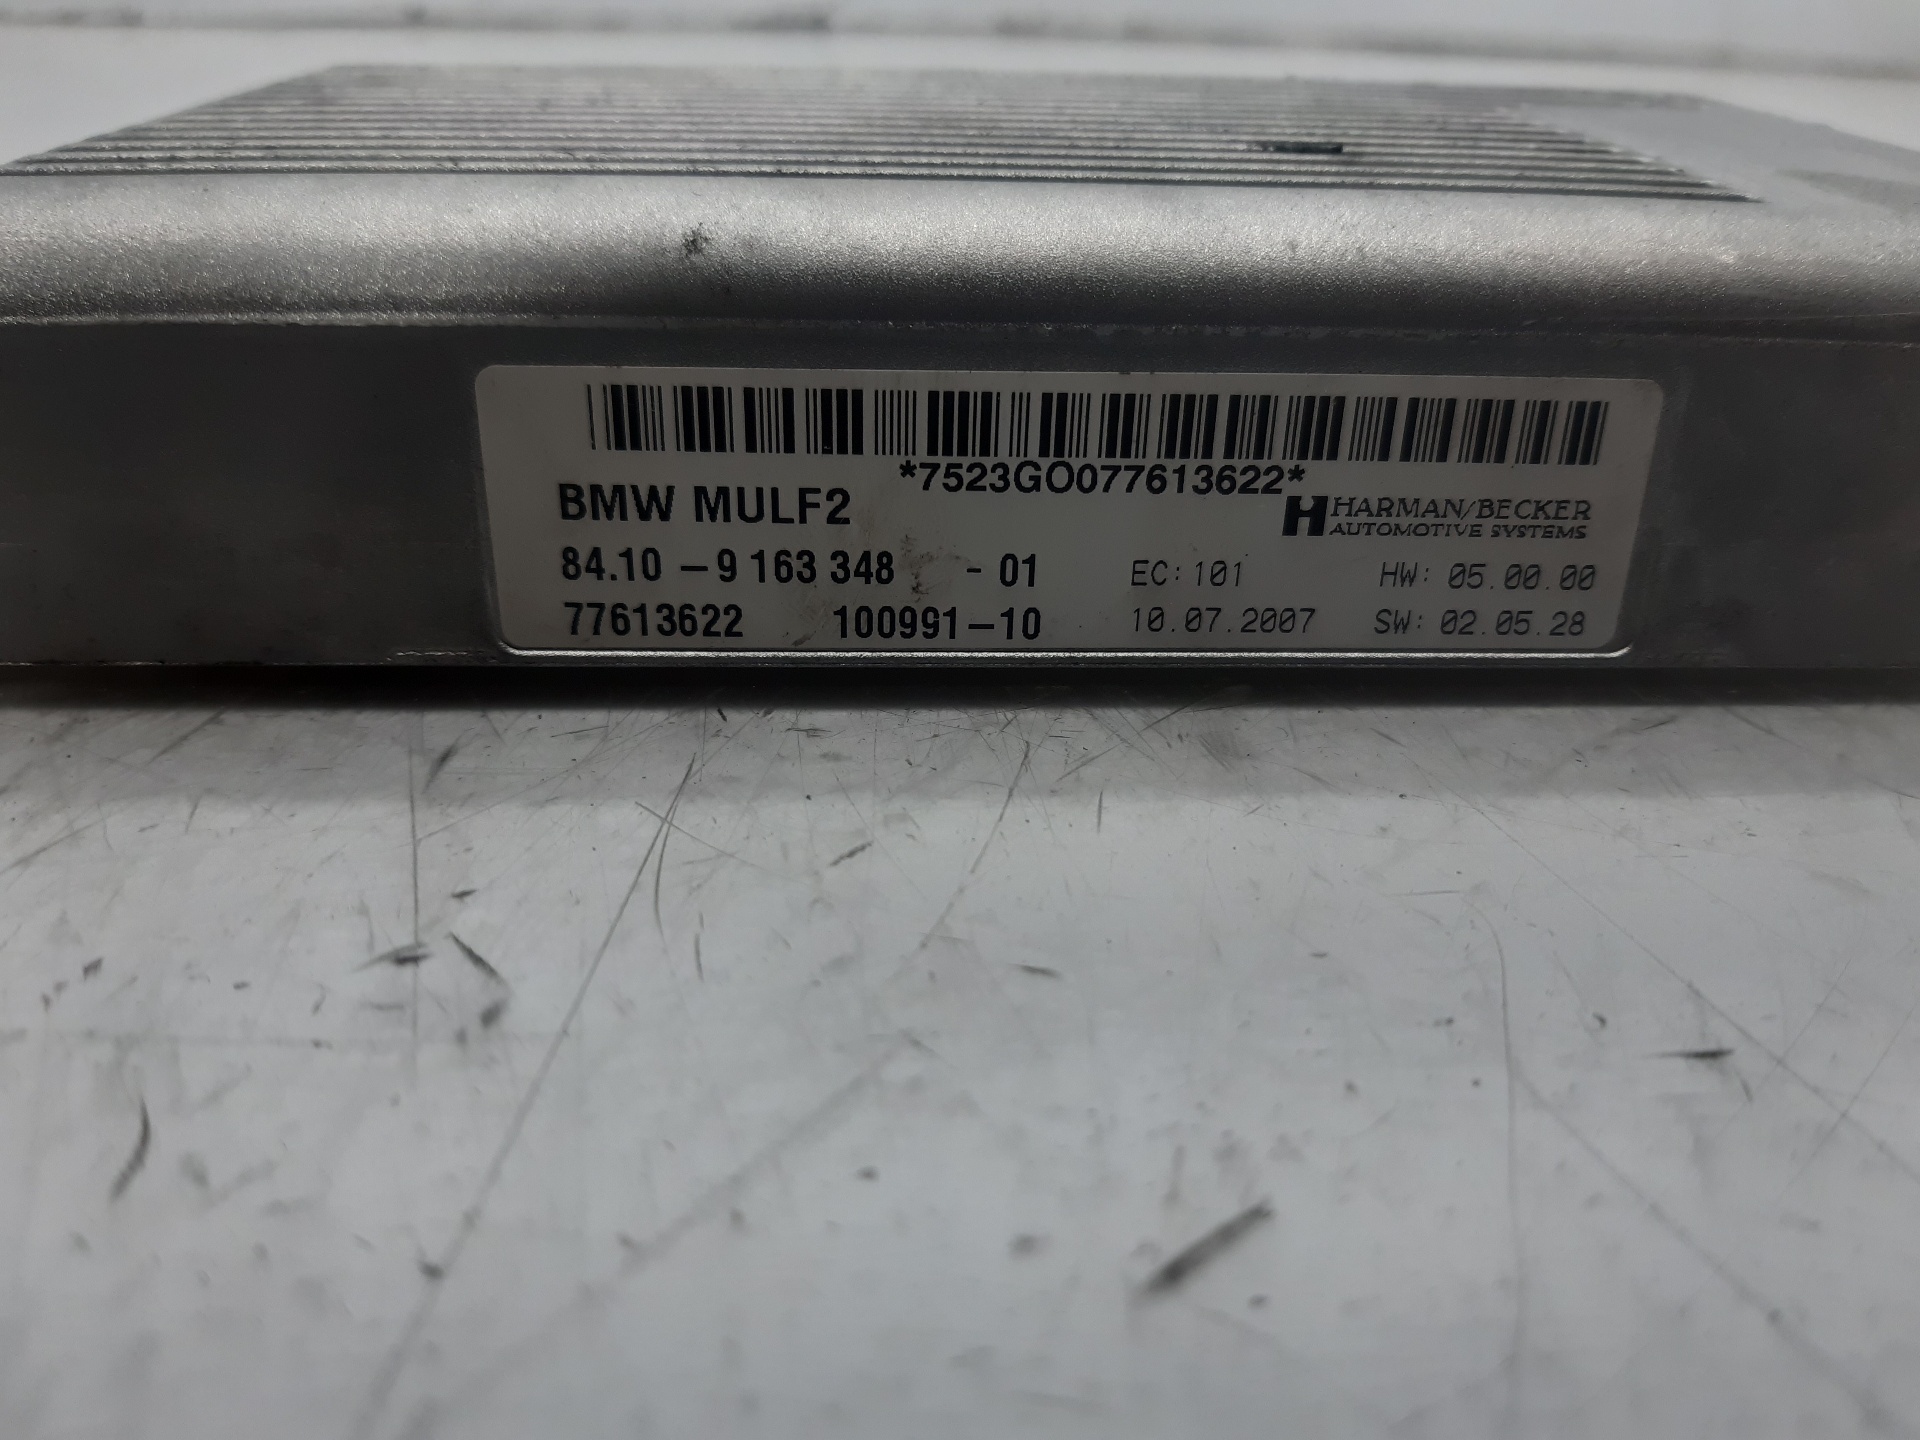 *7523GO077613622*
BMW MULF2
HARMAN/BECKER
AUTOMOTIVE SYSTEMS
84.10 - 9 163 348 - 01 EC: 101 HW: 05.00.00
77613622 100991-10 10.07.2007 SW: 02.05.28